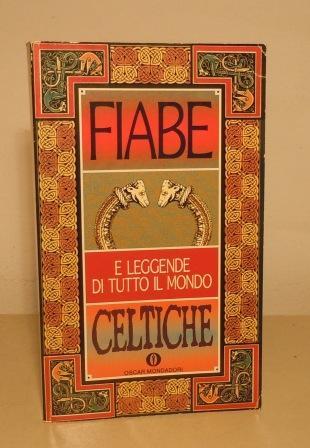 FIABE
E LEGGENDE
DI TUTTO IL MONDO
CELTICHE
OSCAR MONDADORI